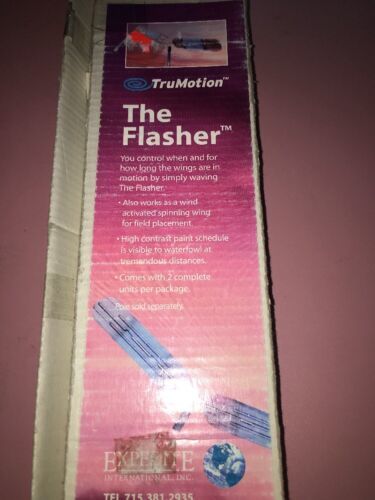 TruMotion™
The
Flasher™
You control when and for
how long the wings are in
motion by simply waving
The Flasher.
• Also works as a wind
activated spinning wing
for field placement.
• High contrast paint schedule
is visible to waterfowl at
tremendous distances.
• Comes with 2 complete
units per package.
Pole sold separately.
INTERNATIONAL, INC.
TEL 715.381.2935